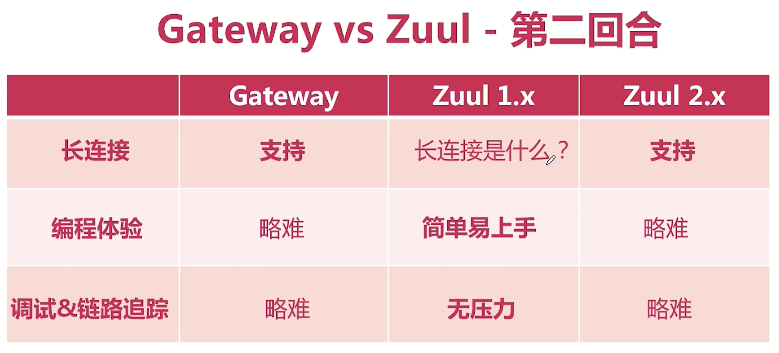 Gateway vs Zuul - 第二回合
Gateway Zuul 1.x Zuul 2.x
长连接 支持 长连接是什么？ 支持
编程体验 略难 简单易上手 略难
调试&链路追踪 略难 无压力 略难